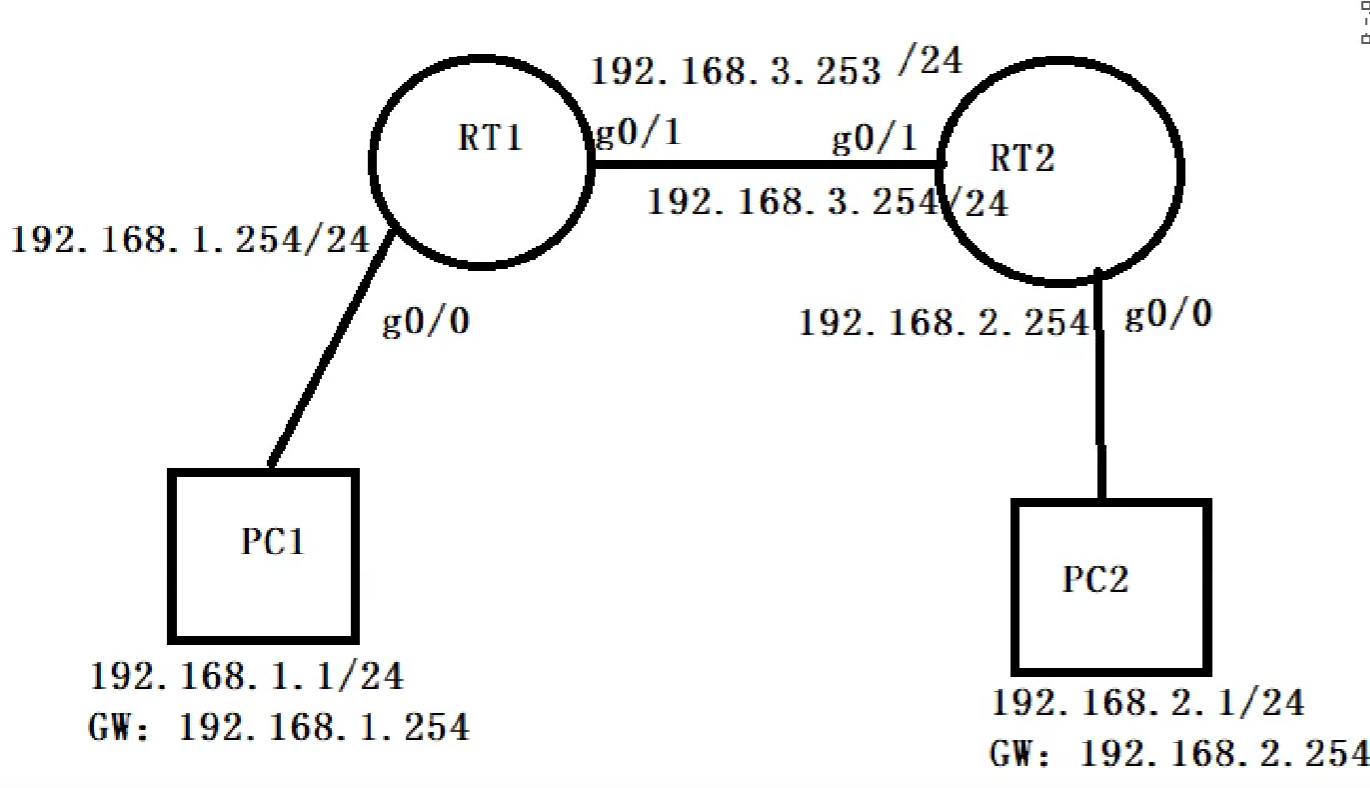 192.168.3.253 /24
RT1
g0/1
g0/1
RT2
192.168.3.254/24
192.168.1.254/24
g0/0
192.168.2.254
g0/0
PC1
PC2
192.168.1.1/24
GW：192.168.1.254
192.168.2.1/24
GW：192.168.2.254